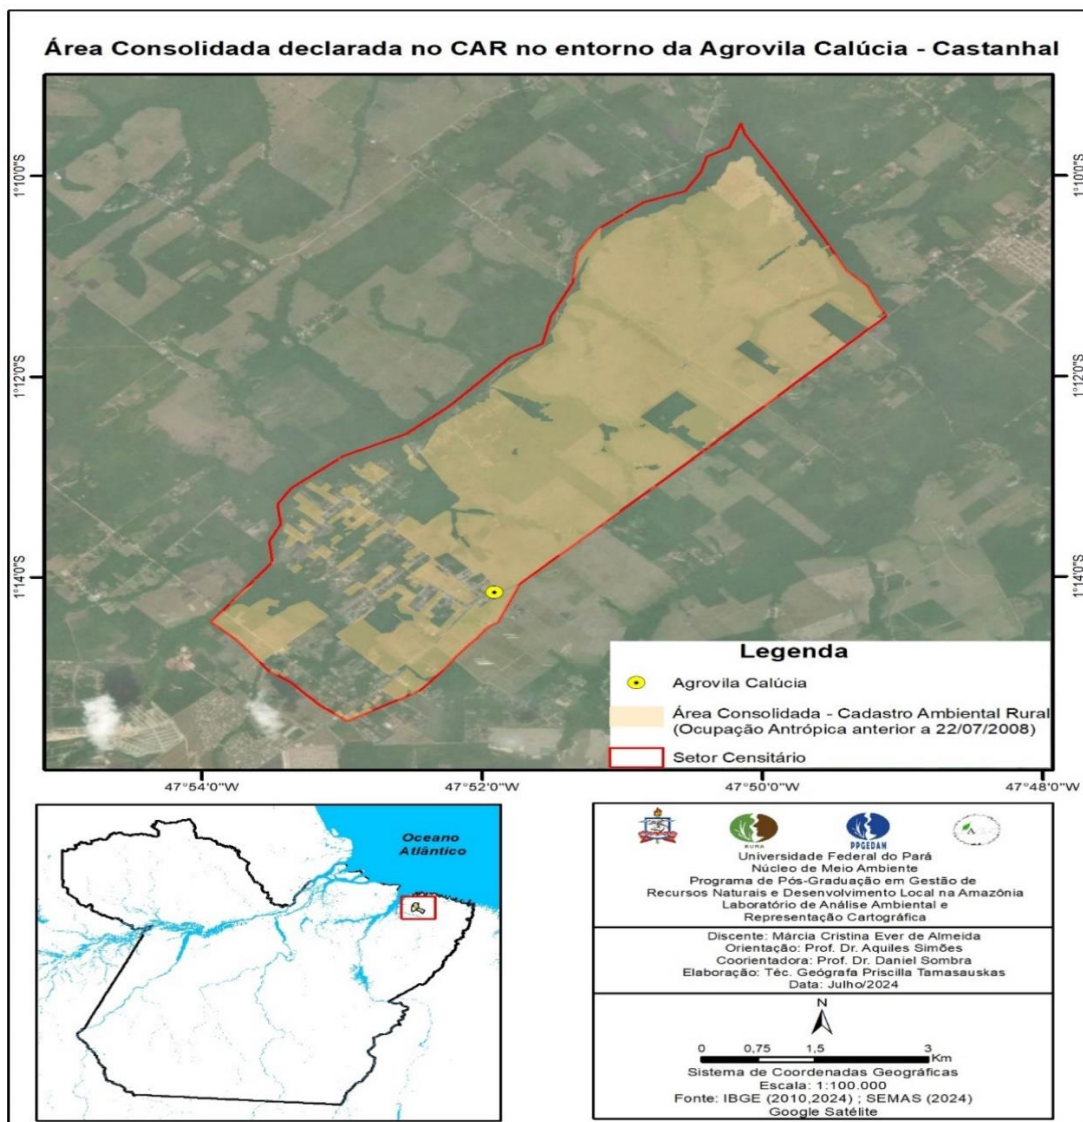 Área Consolidada declarada no CAR no entorno da Agrovila Calúcia - Castanhal
1°10'0"S
1°10'0"S
1°12'0"S
1°12'0"S
1°14'0"S
1°14'0"S
Legenda
Agrovila Calúcia
Área Consolidada - Cadastro Ambiental Rural
(Ocupação Antrópica anterior a 22/07/2008)
Setor Censitário
47°54'0"W
47°52'0"W
47°50'0"W
47°48'0"W
Oceano
Atlântico
NUMA
PPGEDAM
Universidade Federal do Pará
Núcleo de Meio Ambiente
Programa de Pós-Graduação em Gestão de
Recursos Naturais e Desenvolvimento Local na Amazônia
Laboratório de Análise Ambiental e
Representação Cartográfica
Discente: Márcia Cristina Ever de Almeida
Orientação: Prof. Dr. Aquiles Simões
Coorientadora: Prof. Dr. Daniel Sombra
Elaboração: Téc. Geógrafa Priscilla Tamasauskas
Data: Julho/2024
N
0 0,75 1,5 3
Km
Sistema de Coordenadas Geográficas
Escala: 1:100.000
Fonte: IBGE (2010,2024) ; SEMAS (2024)
Google Satélite